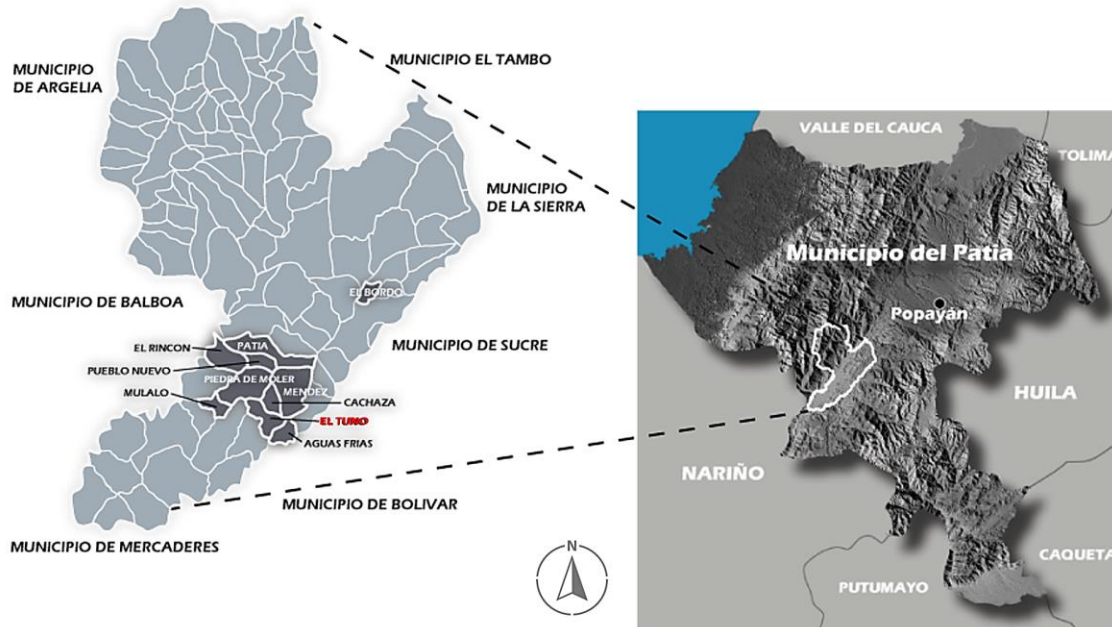 MUNICIPIO
DE ARGELIA
MUNICIPIO EL TAMBO
MUNICIPIO
DE LA SIERRA
MUNICIPIO DE BALBOA
EL BORDO
MUNICIPIO DE SUCRE
EL RINCON
PATIA
PUEBLO NUEVO
PIEDRA DE MOLER
MULALO
MENDEZ
CACHAZA
EL TUNO
AGUAS FRIAS
MUNICIPIO DE BOLIVAR
MUNICIPIO DE MERCADERES
N
VALLE DEL CAUCA
TOLIMA
Municipio del Patia
Popayán
HUILA
NARIÑO
CAQUETA
PUTUMAYO